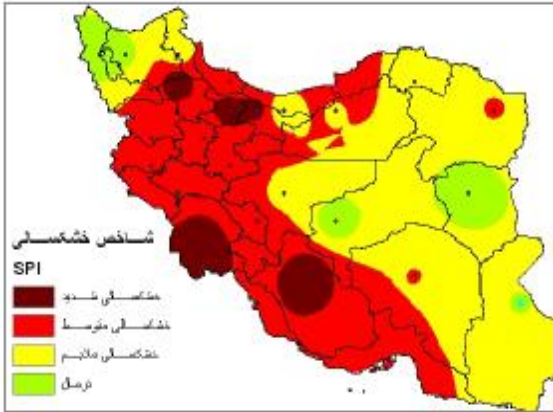 شاخص خشکسالی
SPI
خشکسالی شدید
خشکسالی متوسط
خشکسالی ملایم
نرمال